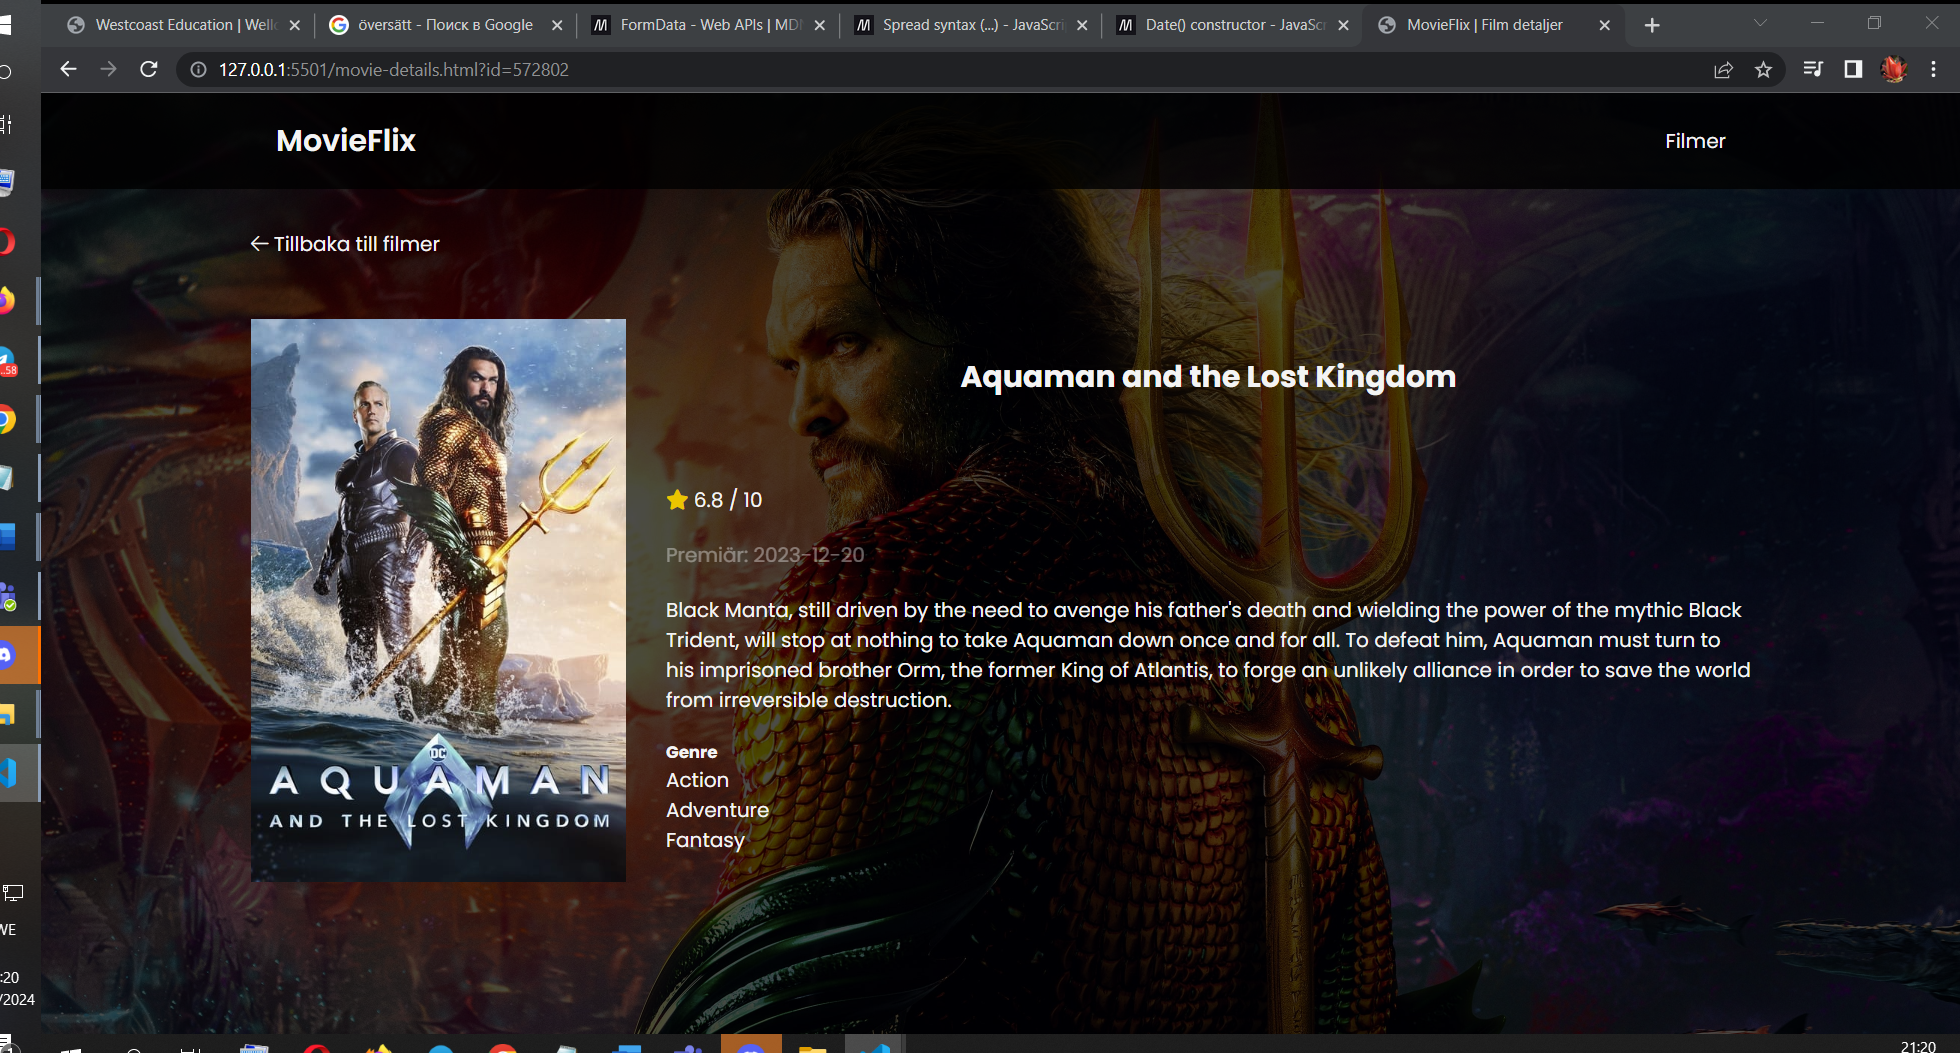 Westcoast Education | Wellc
översätt - Поиск в Google
FormData - Web APIs | MDN
Spread syntax (...) - JavaScri
Date() constructor - JavaScr
MovieFlix | Film detaljer
127.0.0.1:5501/movie-details.html?id=572802
MovieFlix
Filmer
← Tillbaka till filmer
Aquaman and the Lost Kingdom
6.8 / 10
Premiär: 2023-12-20
Black Manta, still driven by the need to avenge his father's death and wielding the power of the mythic Black
Trident, will stop at nothing to take Aquaman down once and for all. To defeat him, Aquaman must turn to
his imprisoned brother Orm, the former King of Atlantis, to forge an unlikely alliance in order to save the world
from irreversible destruction.
Genre
Action
Adventure
Fantasy
DC
AQUAMAN
AND THE LOST KINGDOM
..58
WE
:20
/2024
21:20